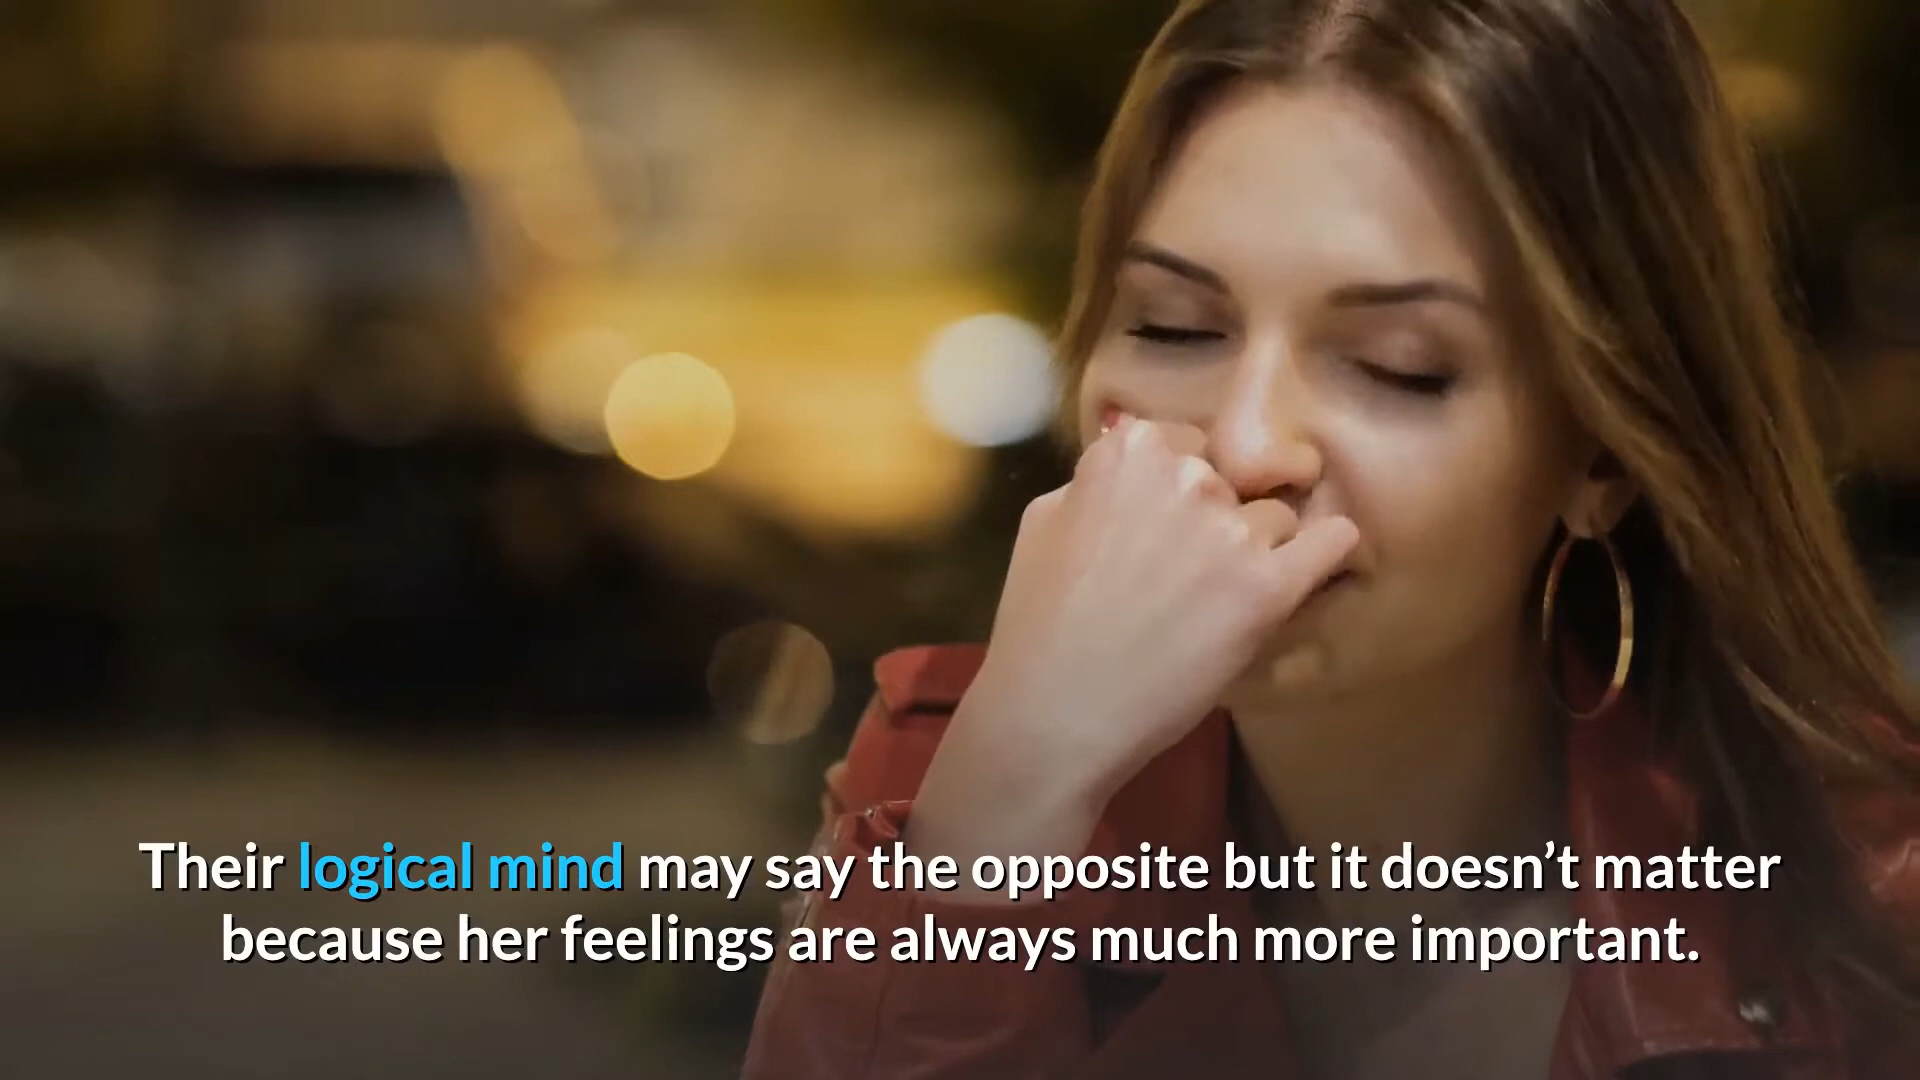 Their logical mind may say the opposite but it doesn’t matter
because her feelings are always much more important.